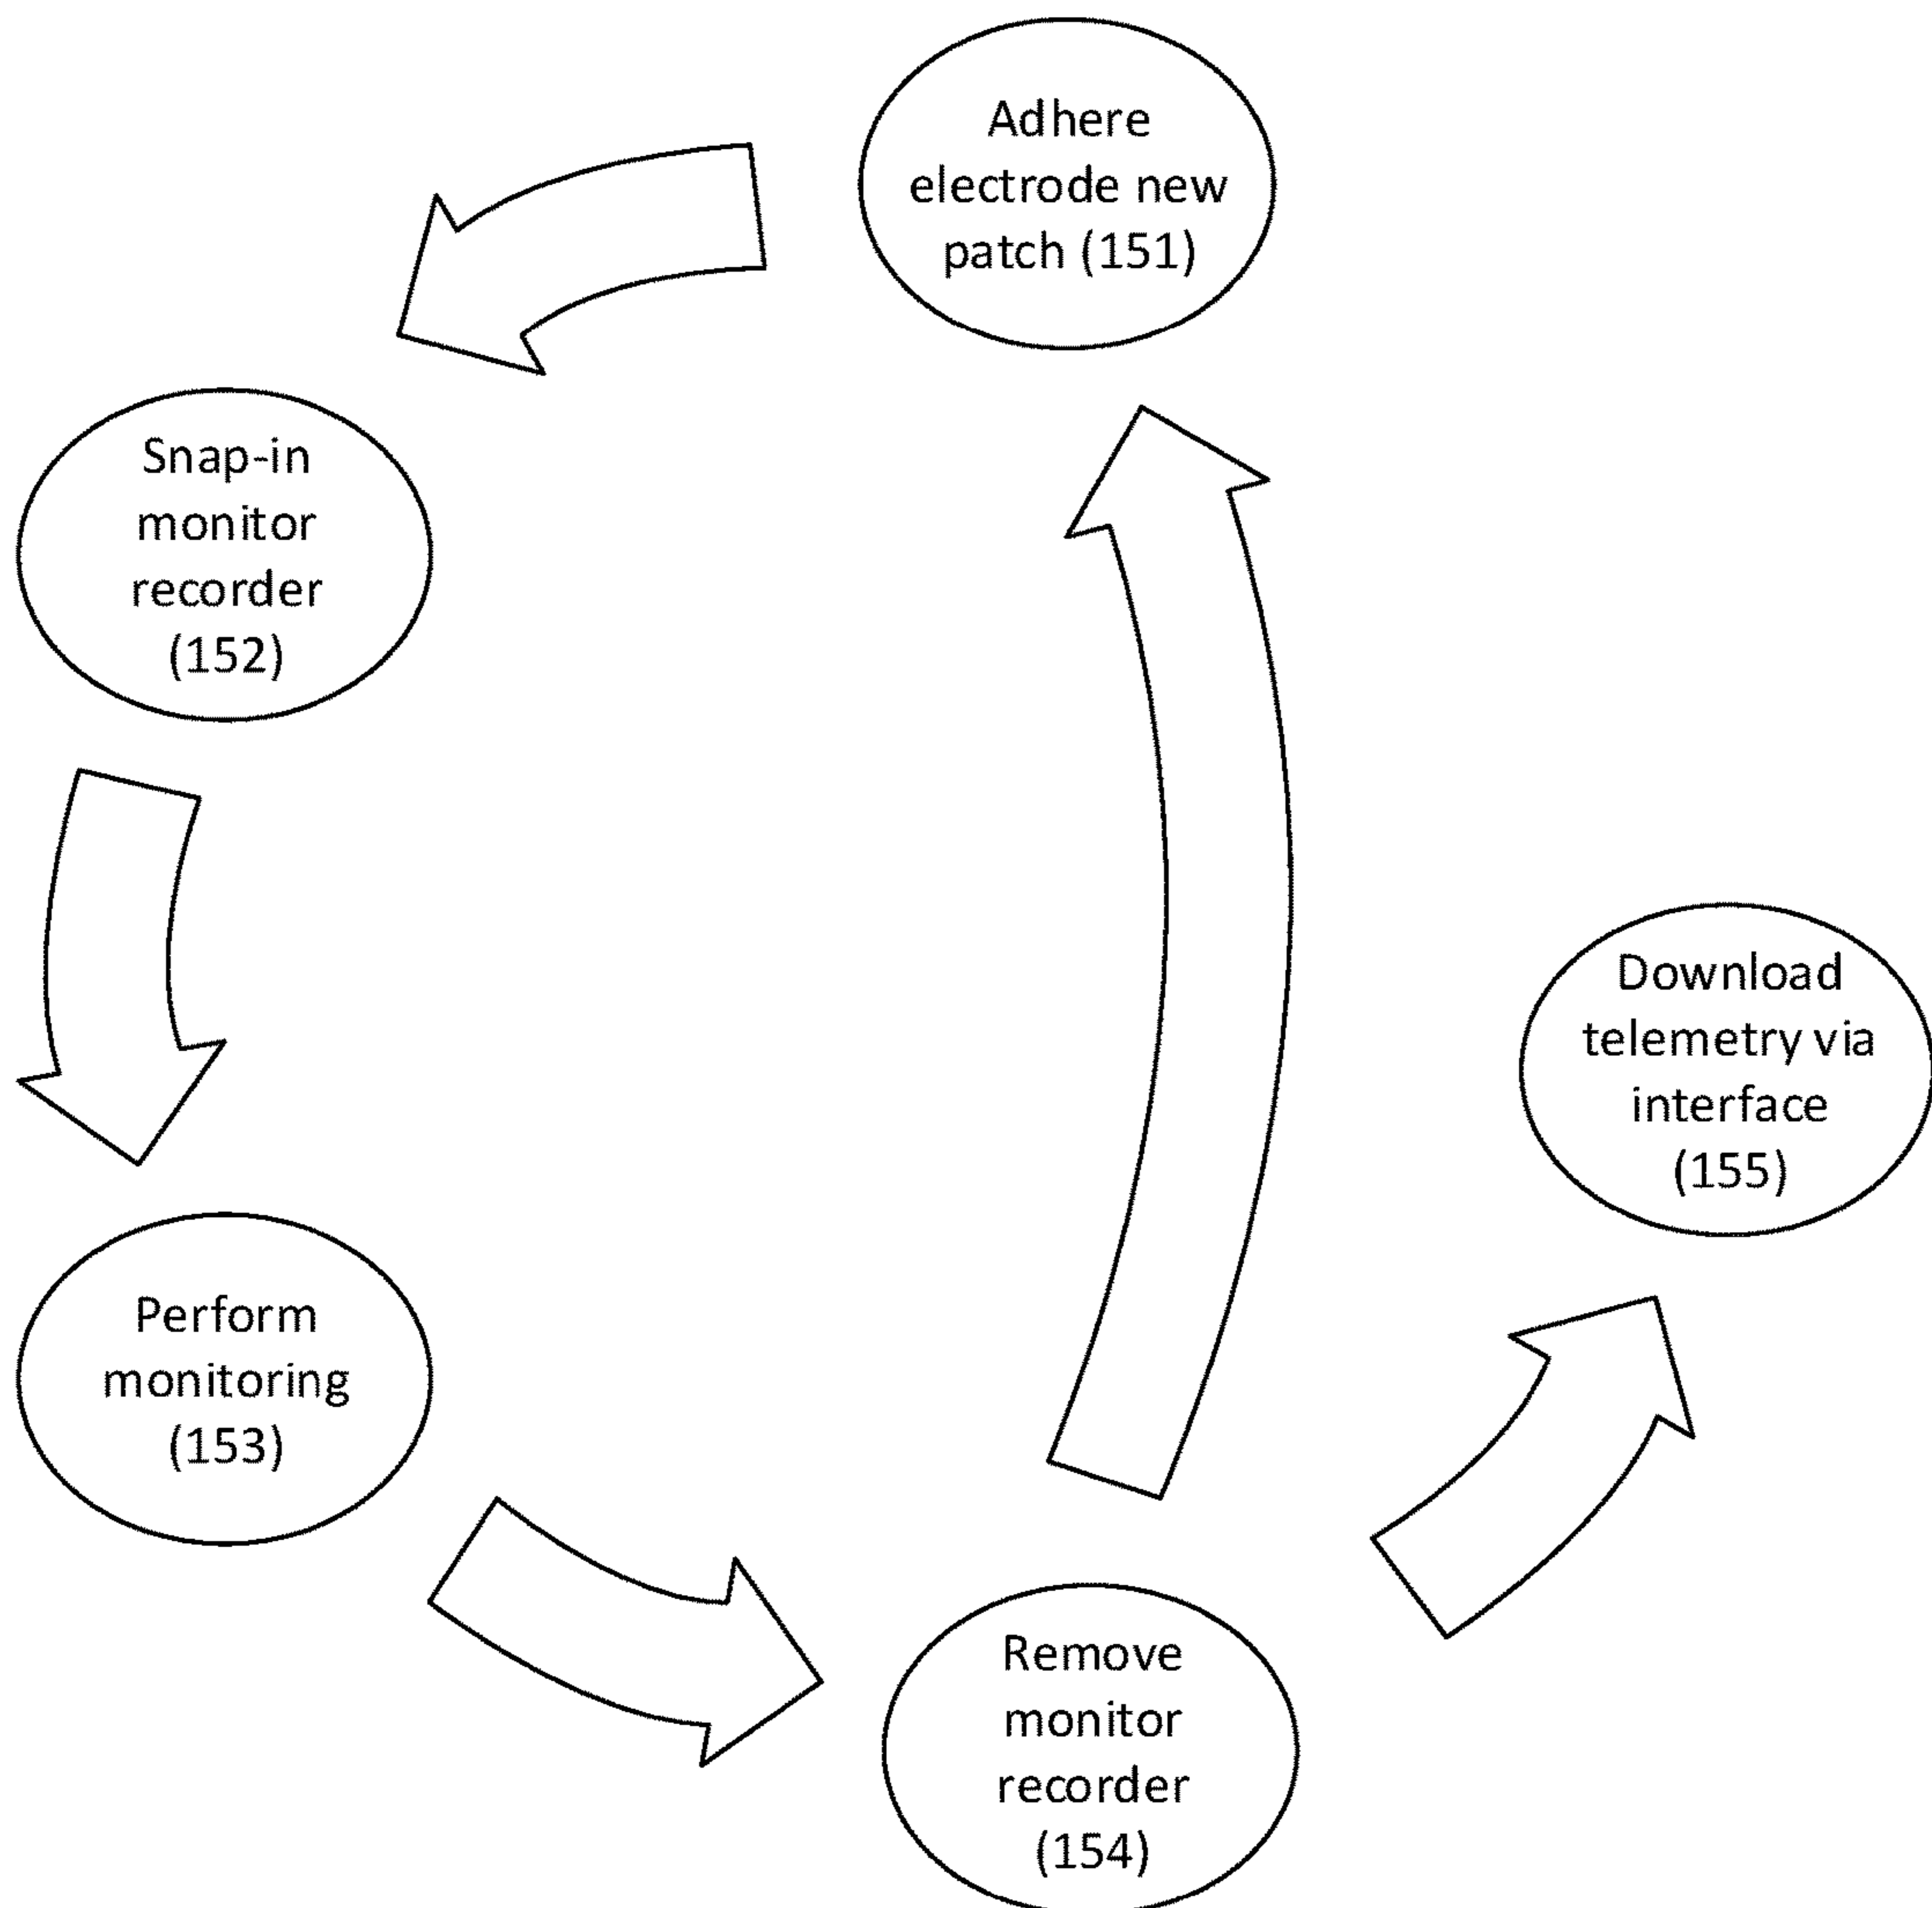 Adhere
electrode new
patch (151)
Snap-in
monitor
recorder
(152)
Perform
monitoring
(153)
Remove
monitor
recorder
(154)
Download
telemetry via
interface
(155)